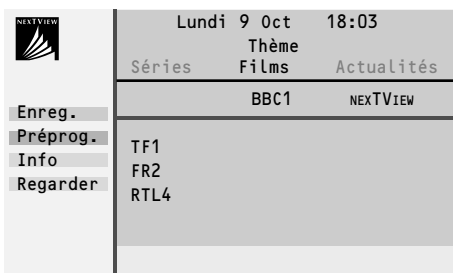 NEXTVIEW
Lundi 9 Oct 18:03
Thème
Séries Films Actualités
BBC1 NEXTVIEW
Enreg.
Préprog.
Info
Regarder
TF1
FR2
RTL4